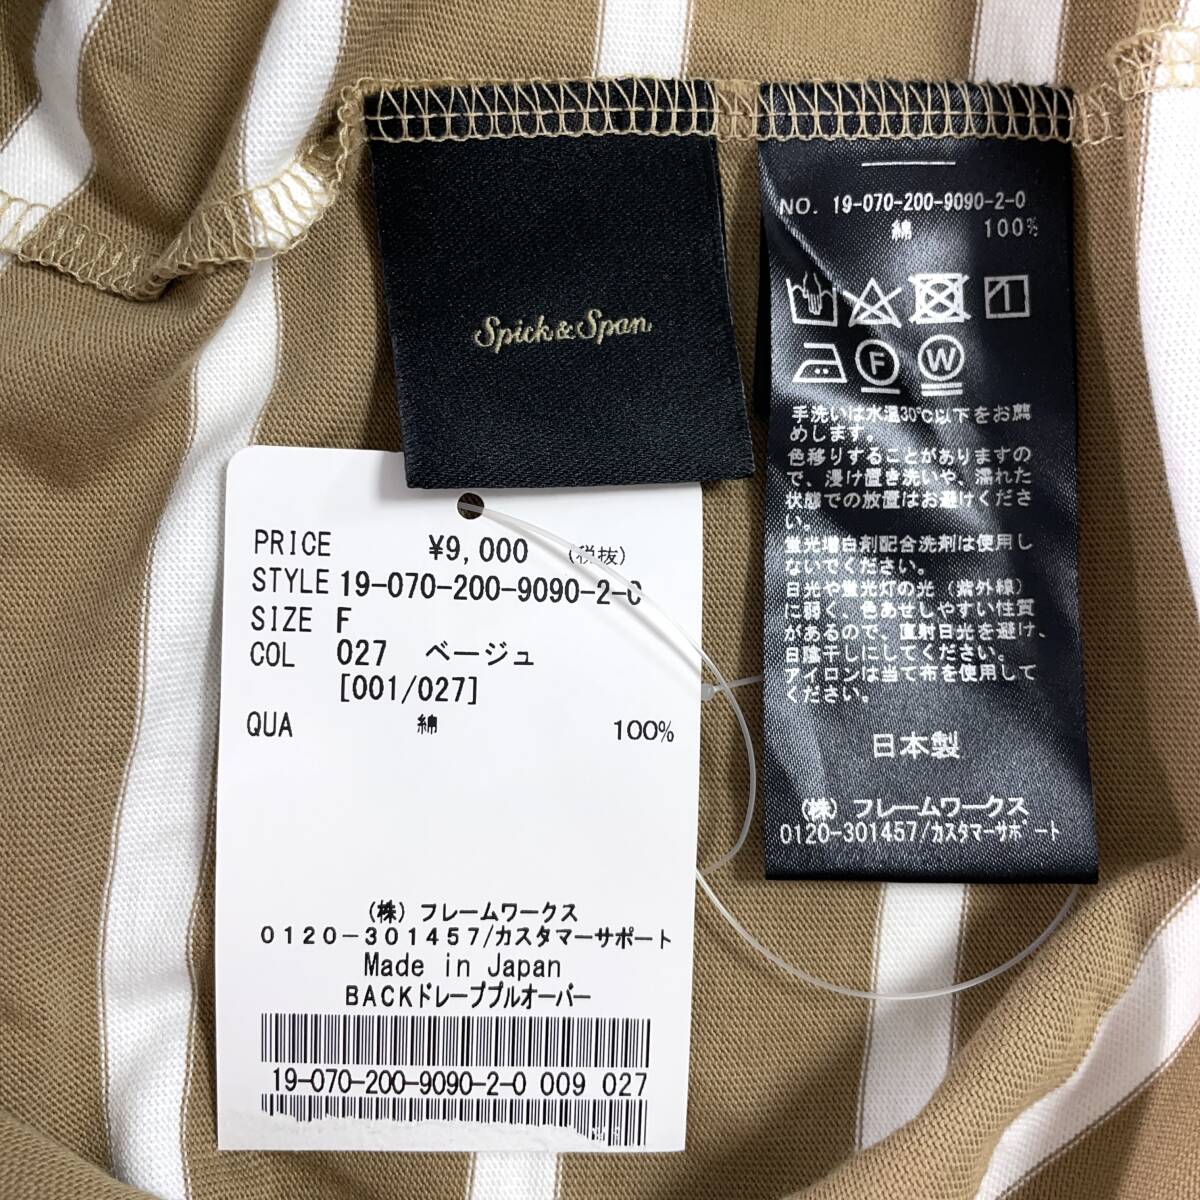 Spick & Span
NO. 19-070-200-9090-2-0
綿 100%
F
W
手洗いは水温30℃以下をお薦
めします。
色移りすることがありますの
で、浸け置き洗いや、濡れた
状態での放置はお避けくださ
い。
蛍光増白剤配合洗剤は使用し
ないでください。
日光や蛍光灯の光(紫外線)
に弱く、色あせしやすい性質
があるので、直射日光を避け、
日陰干しにしてください。
アイロンは当て布を使用して
ください。
日本製
(株)フレームワークス
0120-301457/カスタマーサポート
PRICE ¥9,000 (税抜)
STYLE 19-070-200-9090-2-0
SIZE F
COL 027 ベージュ
[001/027]
QUA 綿 100%
(株)フレームワークス
0120-301457/カスタマーサポート
Made in Japan
BACKドレーププルオーバー
19-070-200-9090-2-0 009 027